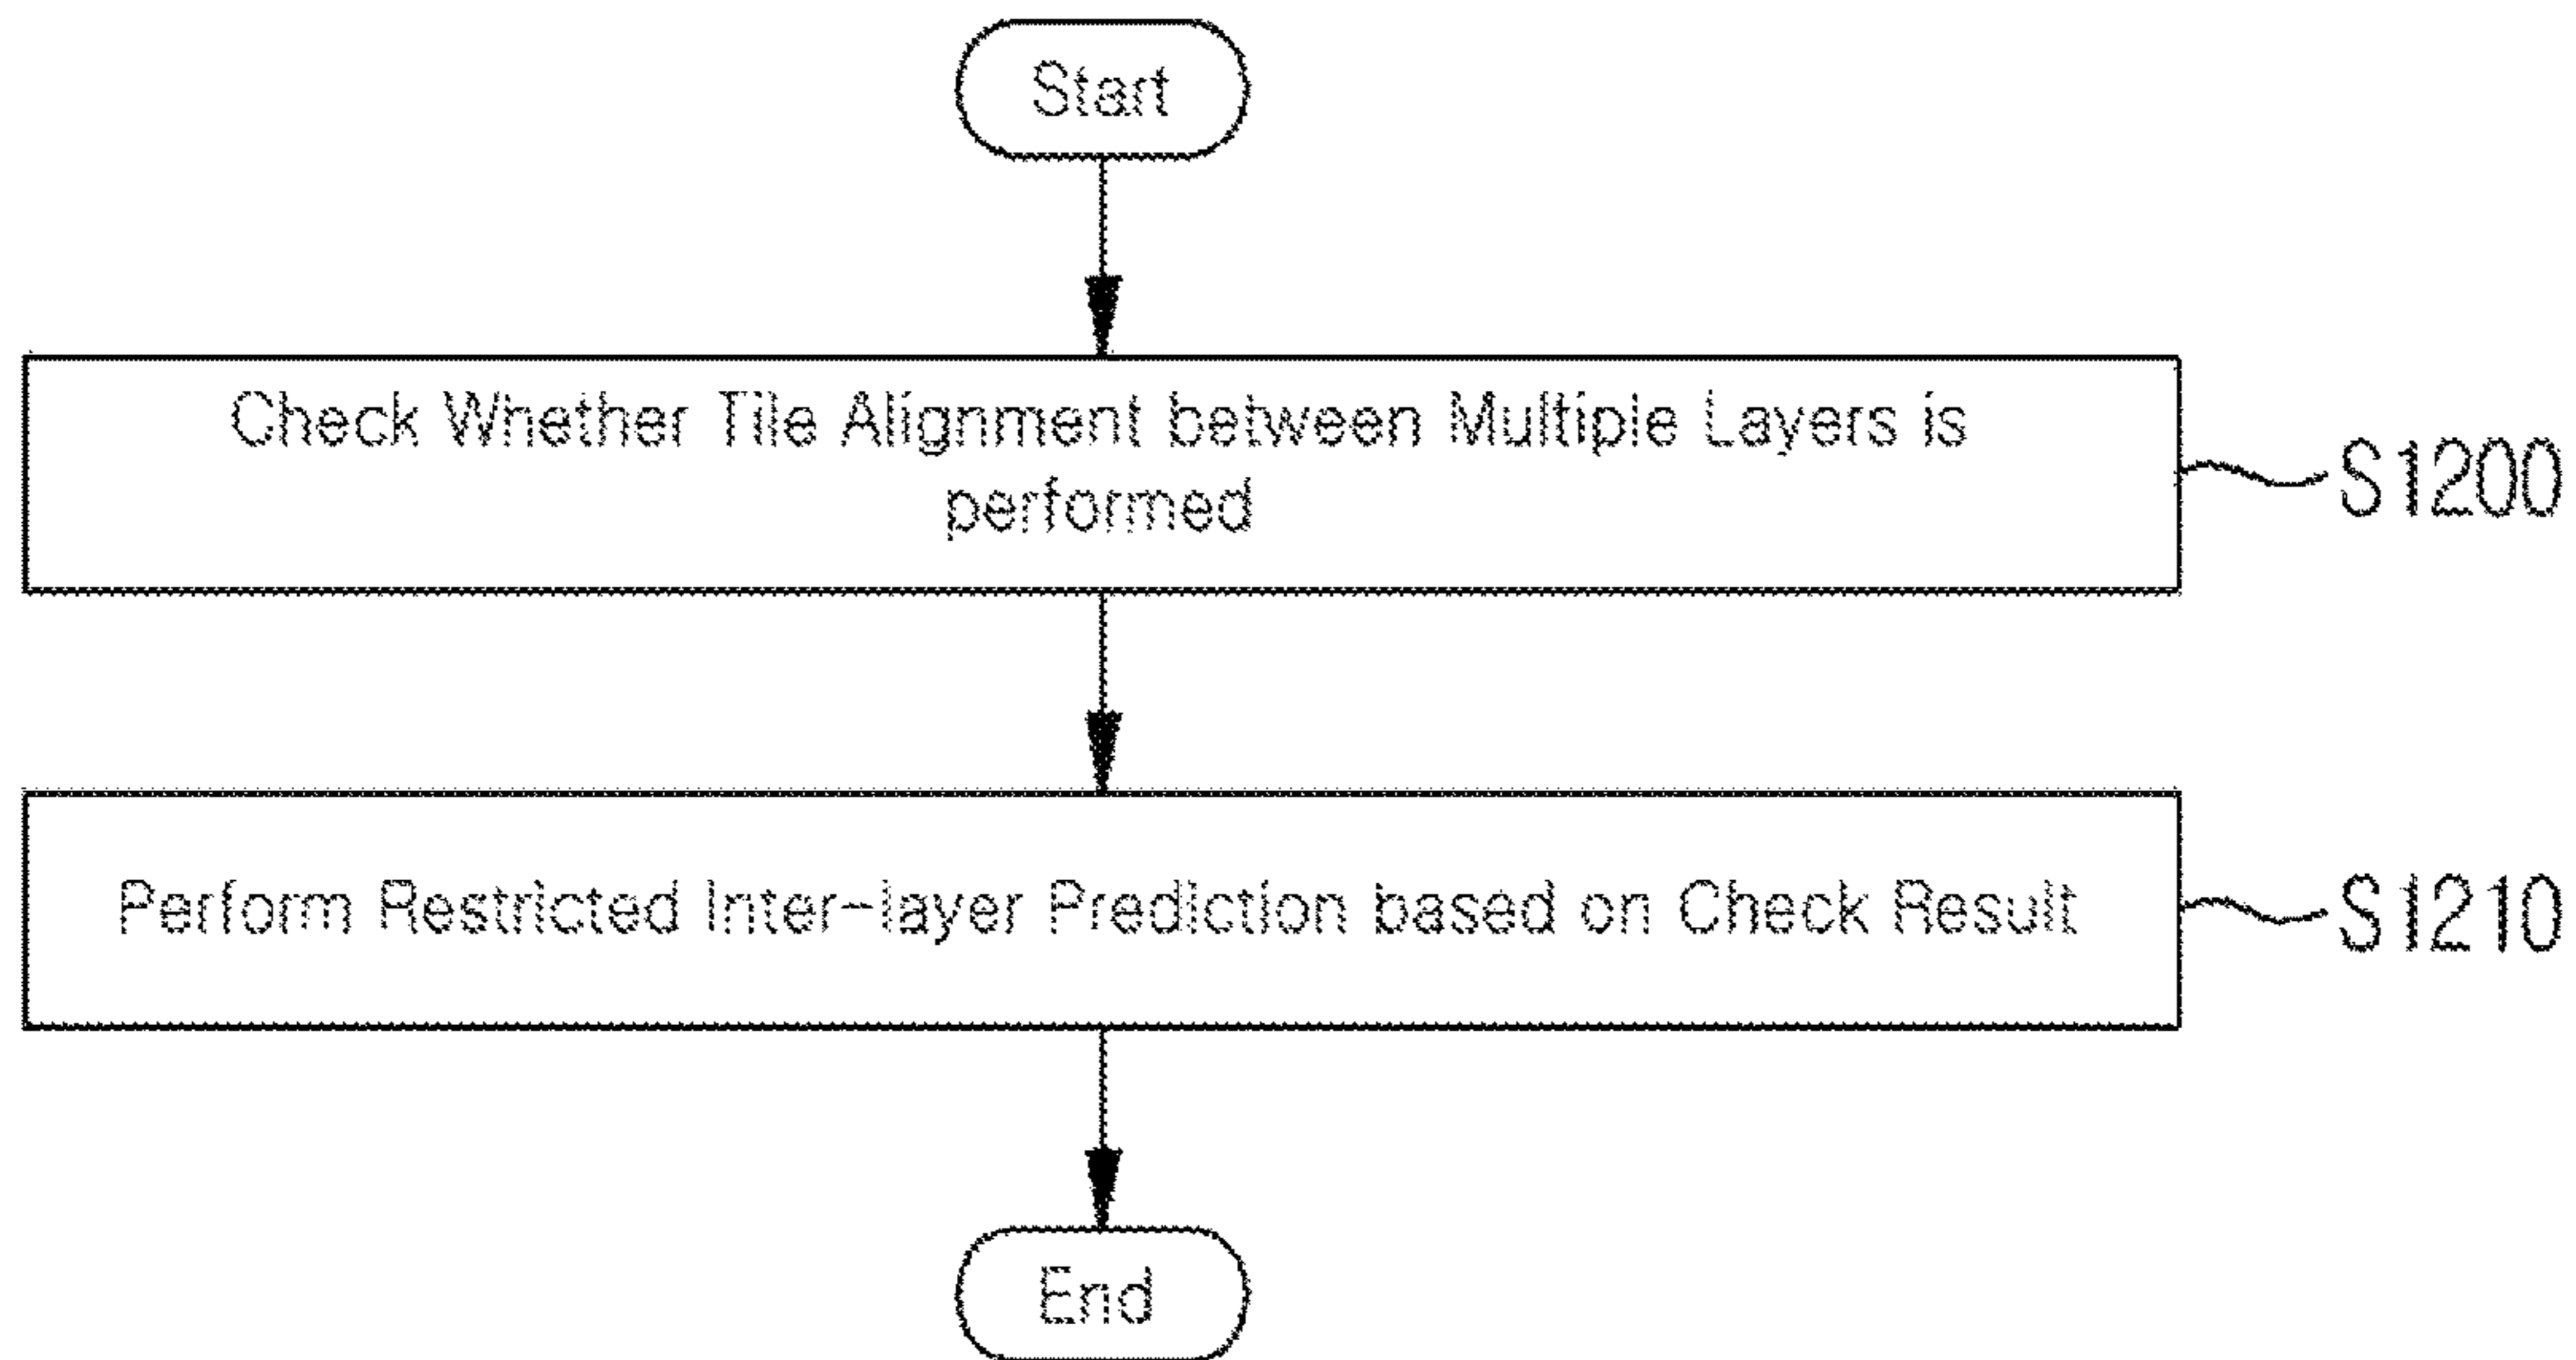 Start
Check Whether Tile Alignment between Multiple Layers is
performed
S1200
Perform Restricted Inter-layer Prediction based on Check Result
S1210
End